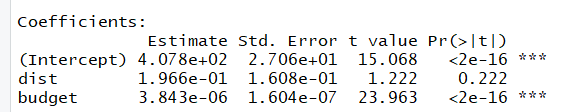 Coefficients:
Estimate Std. Error t value Pr(>|t|)
(Intercept) 4.078e+02 2.706e+01 15.068 <2e-16 ***
dist 1.966e-01 1.608e-01 1.222 0.222
budget 3.843e-06 1.604e-07 23.963 <2e-16 ***